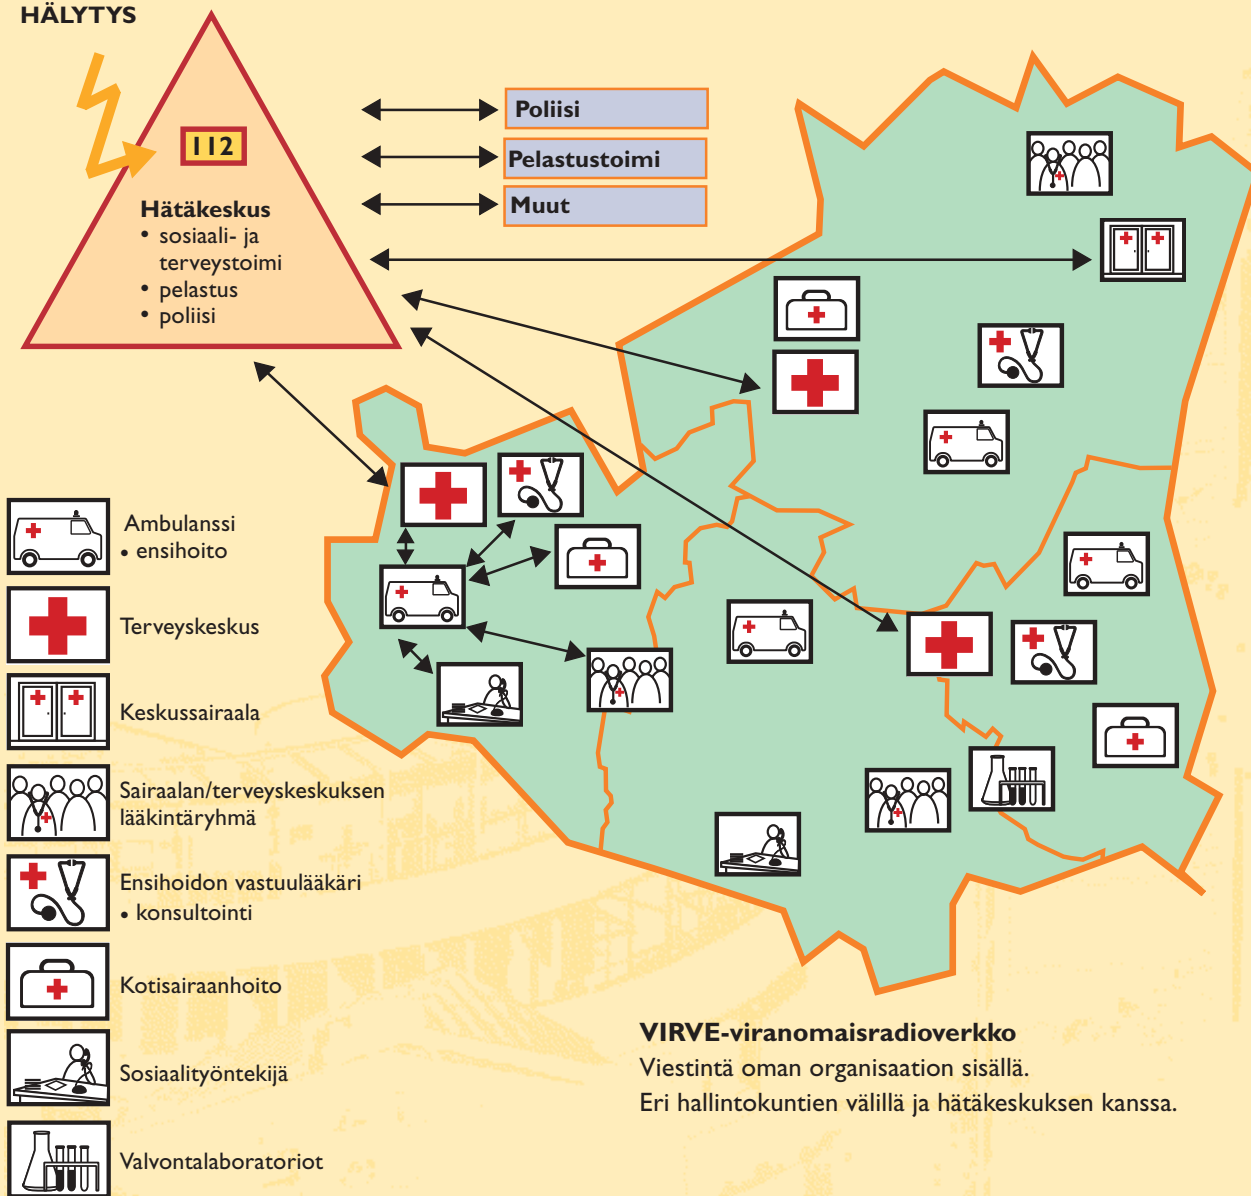 HÄLYTYS
112
Hätäkeskus
• sosiaali- ja
terveystoimi
• pelastus
• poliisi
Poliisi
Pelastustoimi
Muut
Ambulanssi
• ensihoito
Terveyskeskus
Keskussairaala
Sairaalan/terveyskeskuksen
lääkintäryhmä
Ensihoidon vastuulääkäri
• konsultointi
Kotisairaanhoito
Sosiaalityöntekijä
Valvontalaboratoriot
VIRVE-viranomaisradioverkko
Viestintä oman organisaation sisällä.
Eri hallintokuntien välillä ja hätäkeskuksen kanssa.